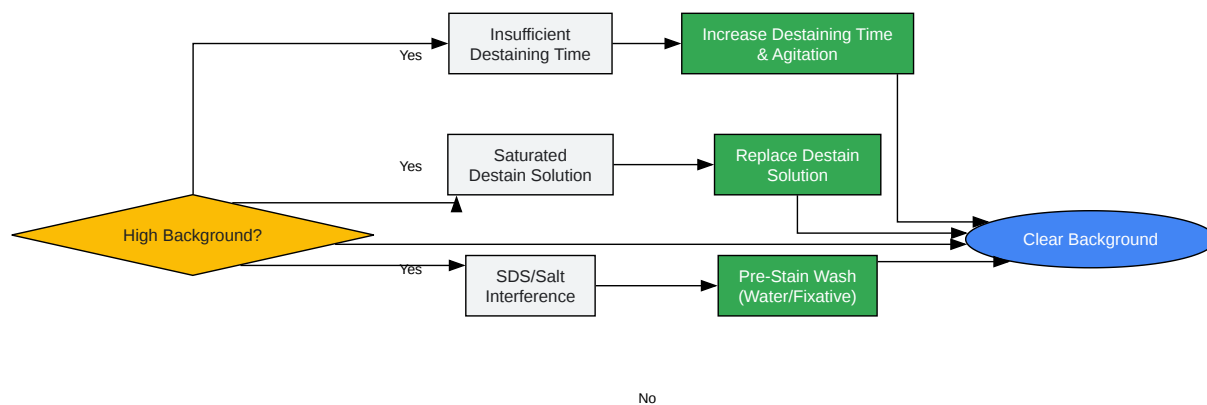 Yes
Insufficient
Destaining Time
Increase Destaining Time
& Agitation
Yes
Saturated
Destain Solution
Replace Destain
Solution
High Background?
Clear Background
Yes
SDS/Salt
Interference
Pre-Stain Wash
(Water/Fixative)
No